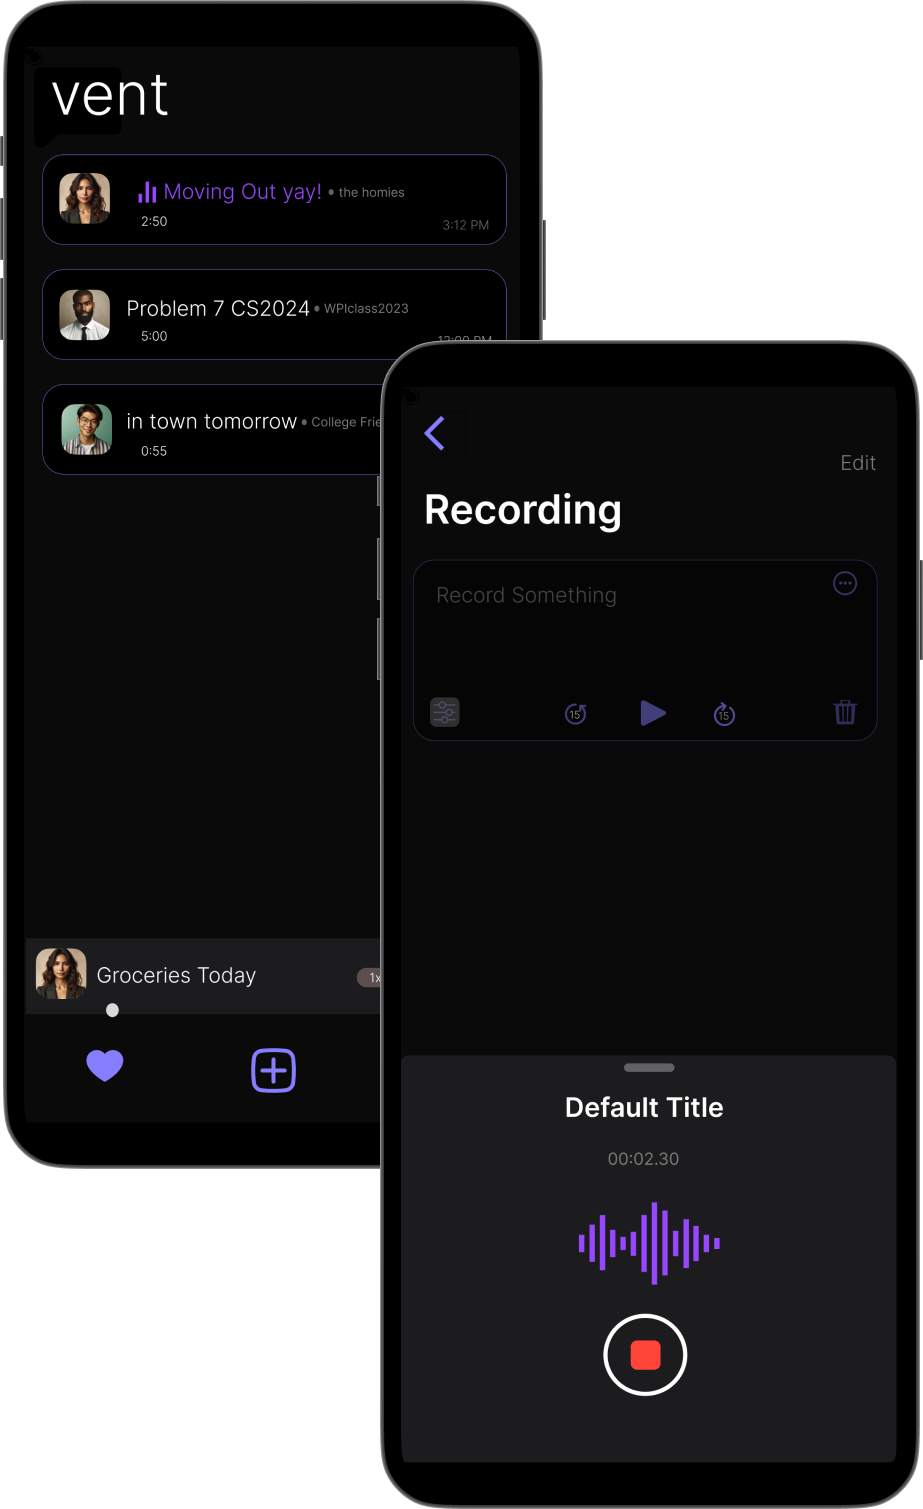 vent
Moving Out yay! • the homies
2:50
3:12 PM
Problem 7 CS2024 • WPIclass2023
5:00
12:00 PM
in town tomorrow • College
0:55
Groceries Today
1x
Edit
Recording
Record Something
15
15
Default Title
00:02.30